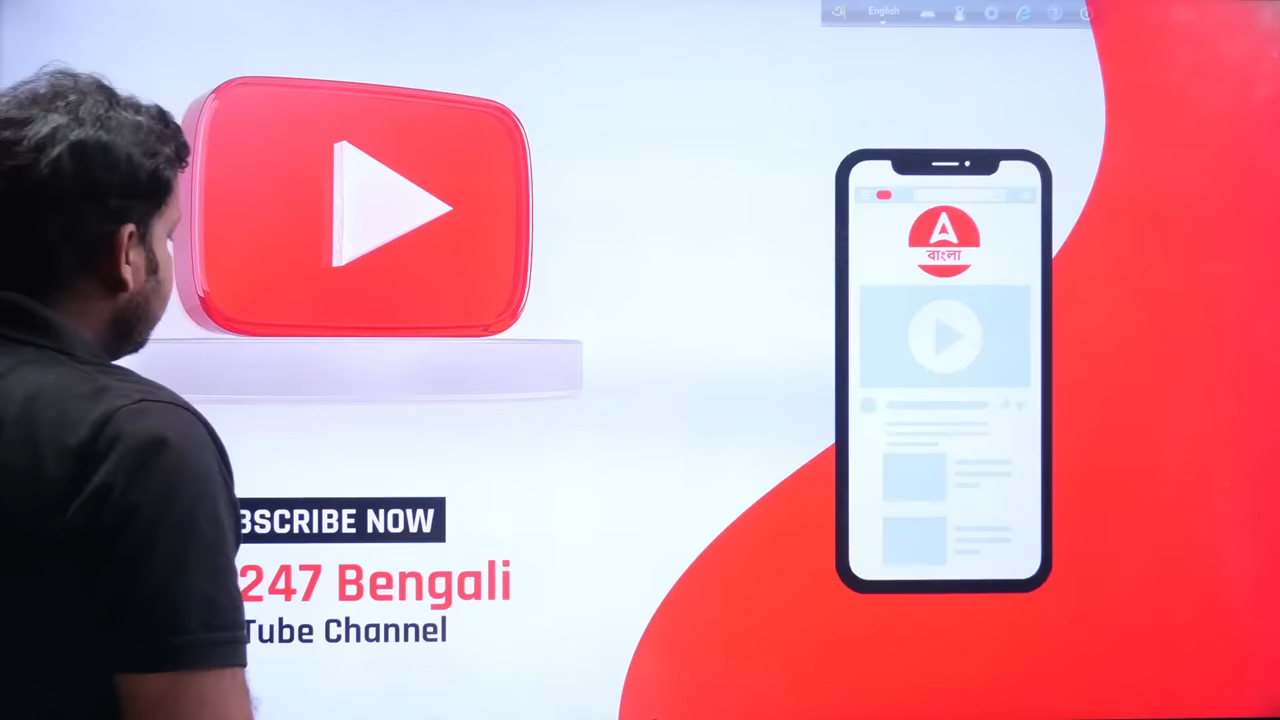 English
বাংলা
BSCRIBE NOW
247 Bengali
Tube Channel